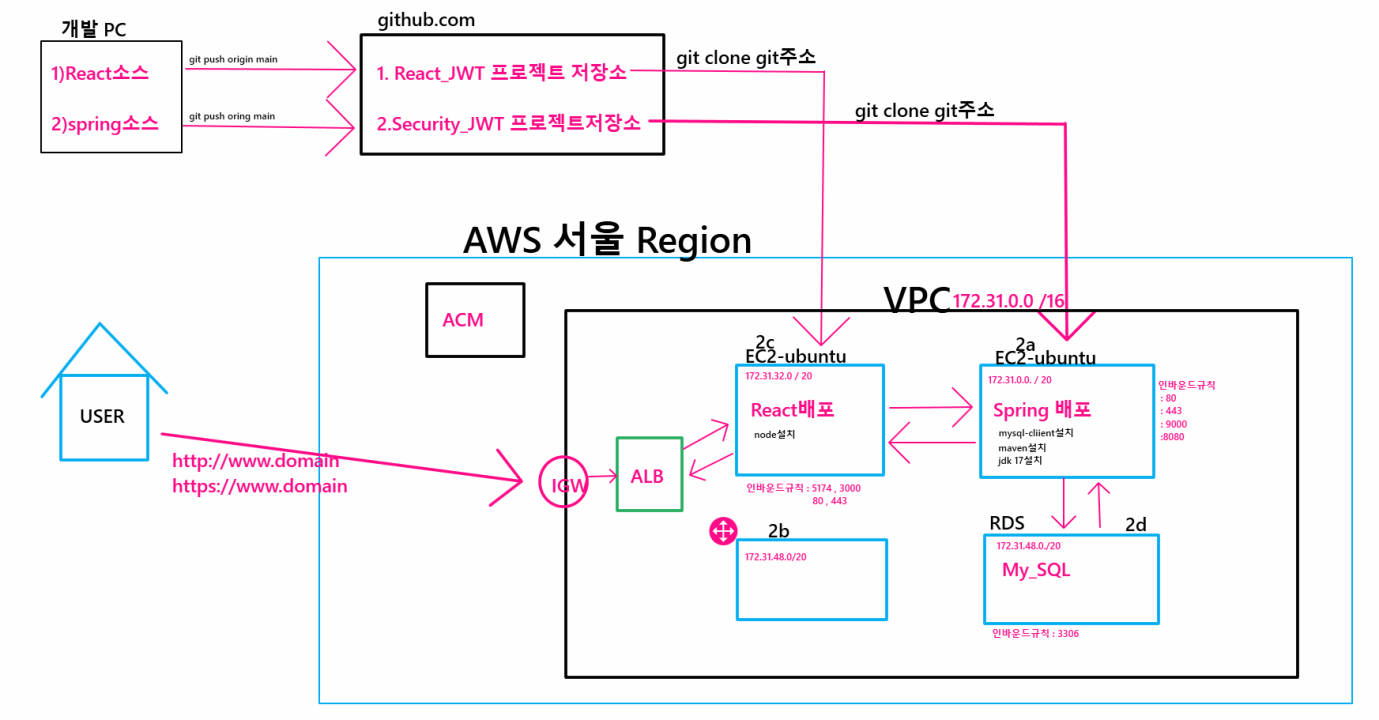 개발 PC
1)React소스
2)spring소스
git push origin main
git push oring main
github.com
1. React_JWT 프로젝트 저장소
2.Security_JWT 프로젝트저장소
git clone git주소
git clone git주소
AWS 서울 Region
ACM
VPC 172.31.0.0 /16
USER
http://www.domain
https://www.domain
IGW
ALB
2c
EC2-ubuntu
172.31.32.0 / 20
React배포
node설치
인바운드규칙 : 5174 , 3000
80 , 443
2a
EC2-ubuntu
172.31.0.0. / 20
Spring 배포
mysql-cliient설치
maven설치
jdk 17설치
인바운드규칙
: 80
: 443
: 9000
:8080
2b
172.31.48.0/20
RDS
2d
172.31.48.0./20
My_SQL
인바운드규칙 : 3306